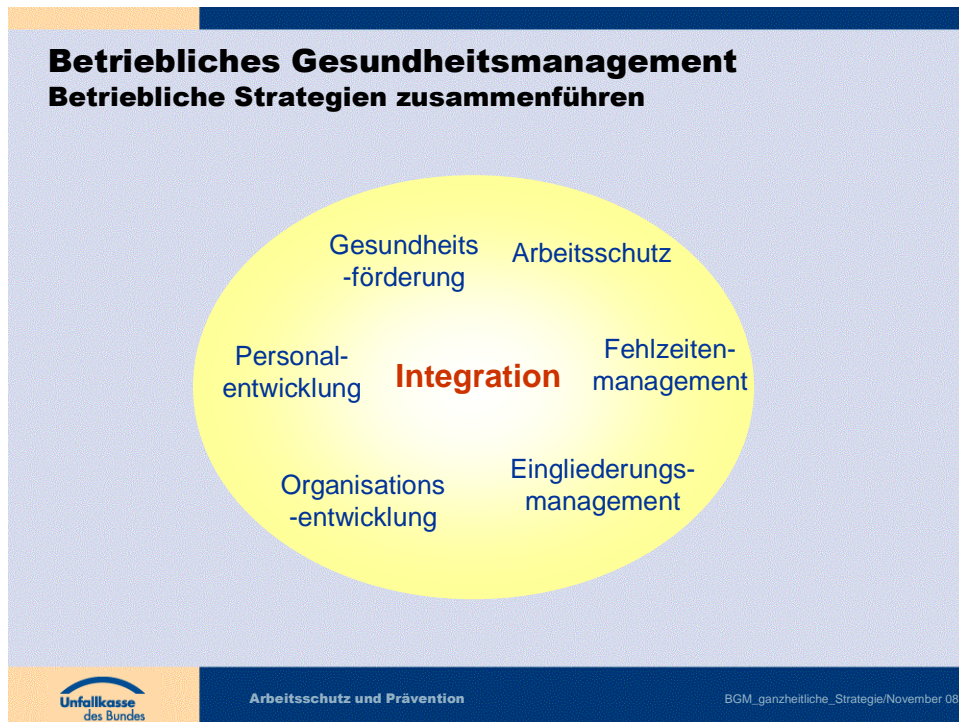 Betriebliches Gesundheitsmanagement
Betriebliche Strategien zusammenführen
Gesundheits
-förderung
Arbeitsschutz
Personal-
entwicklung
Integration
Fehlzeiten-
management
Organisations
-entwicklung
Eingliederungs-
management
Unfallkasse
des Bundes
Arbeitsschutz und Prävention
BGM_ganzheitliche_Strategie/November 08